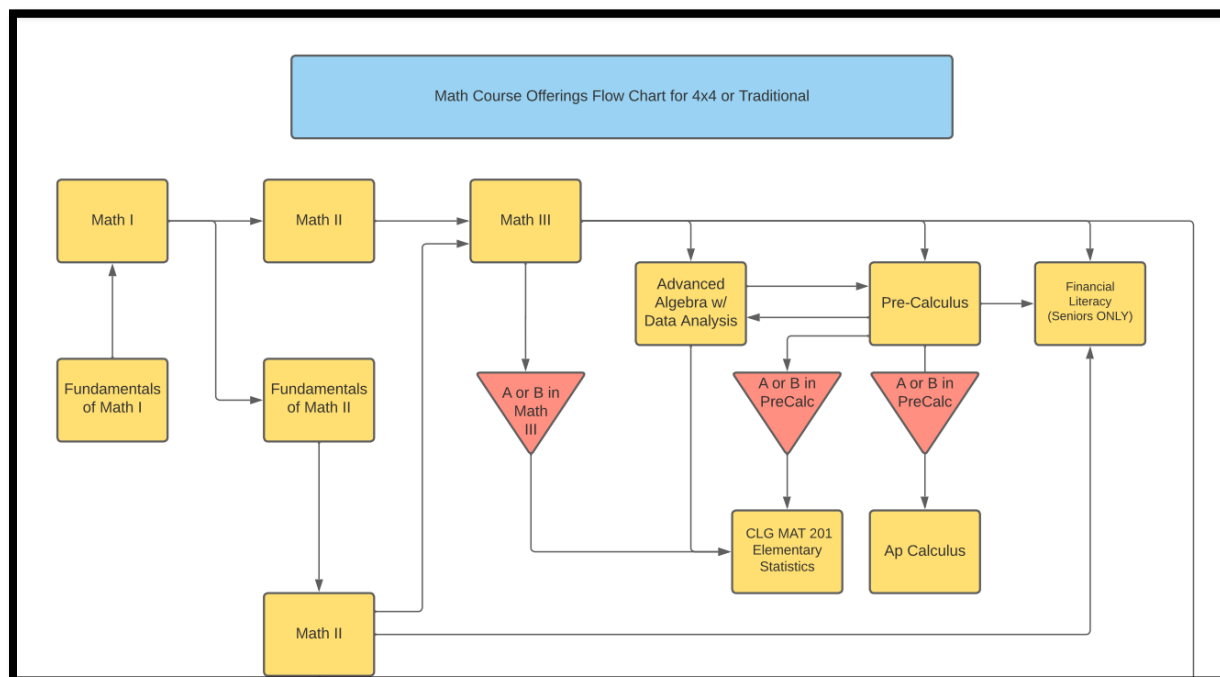 Math Course Offerings Flow Chart for 4x4 or Traditional
Math I
Math II
Math III
Advanced
Algebra w/
Data Analysis
Pre-Calculus
Financial
Literacy
(Seniors ONLY)
Fundamentals
of Math I
Fundamentals
of Math II
A or B in
Math
III
A or B in
PreCalc
A or B in
PreCalc
CLG MAT 201
Elementary
Statistics
Ap Calculus
Math II